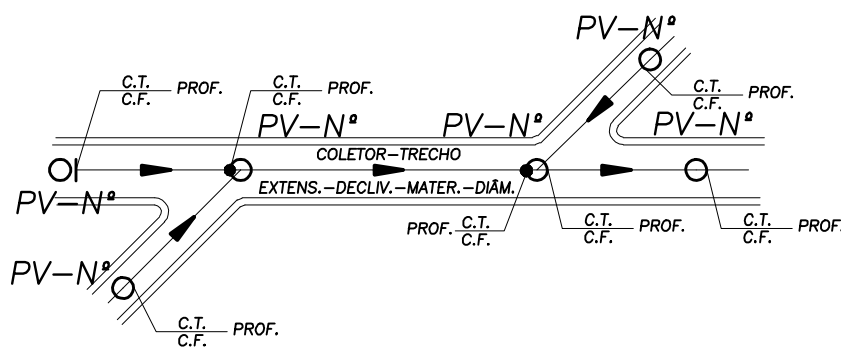 PV-Nº
C.T. PROF.
C.F.
C.T. PROF.
C.F.
C.T. PROF.
C.F.
PV-Nº
PV-Nº
PV-Nº
COLETOR-TRECHO
EXTENS.-DECLIV.-MATER.-DIÂM.
PV-Nº
PROF. C.T.
C.F.
C.T. PROF.
C.F.
C.T. PROF.
C.F.
PV-Nº
C.T. PROF.
C.F.